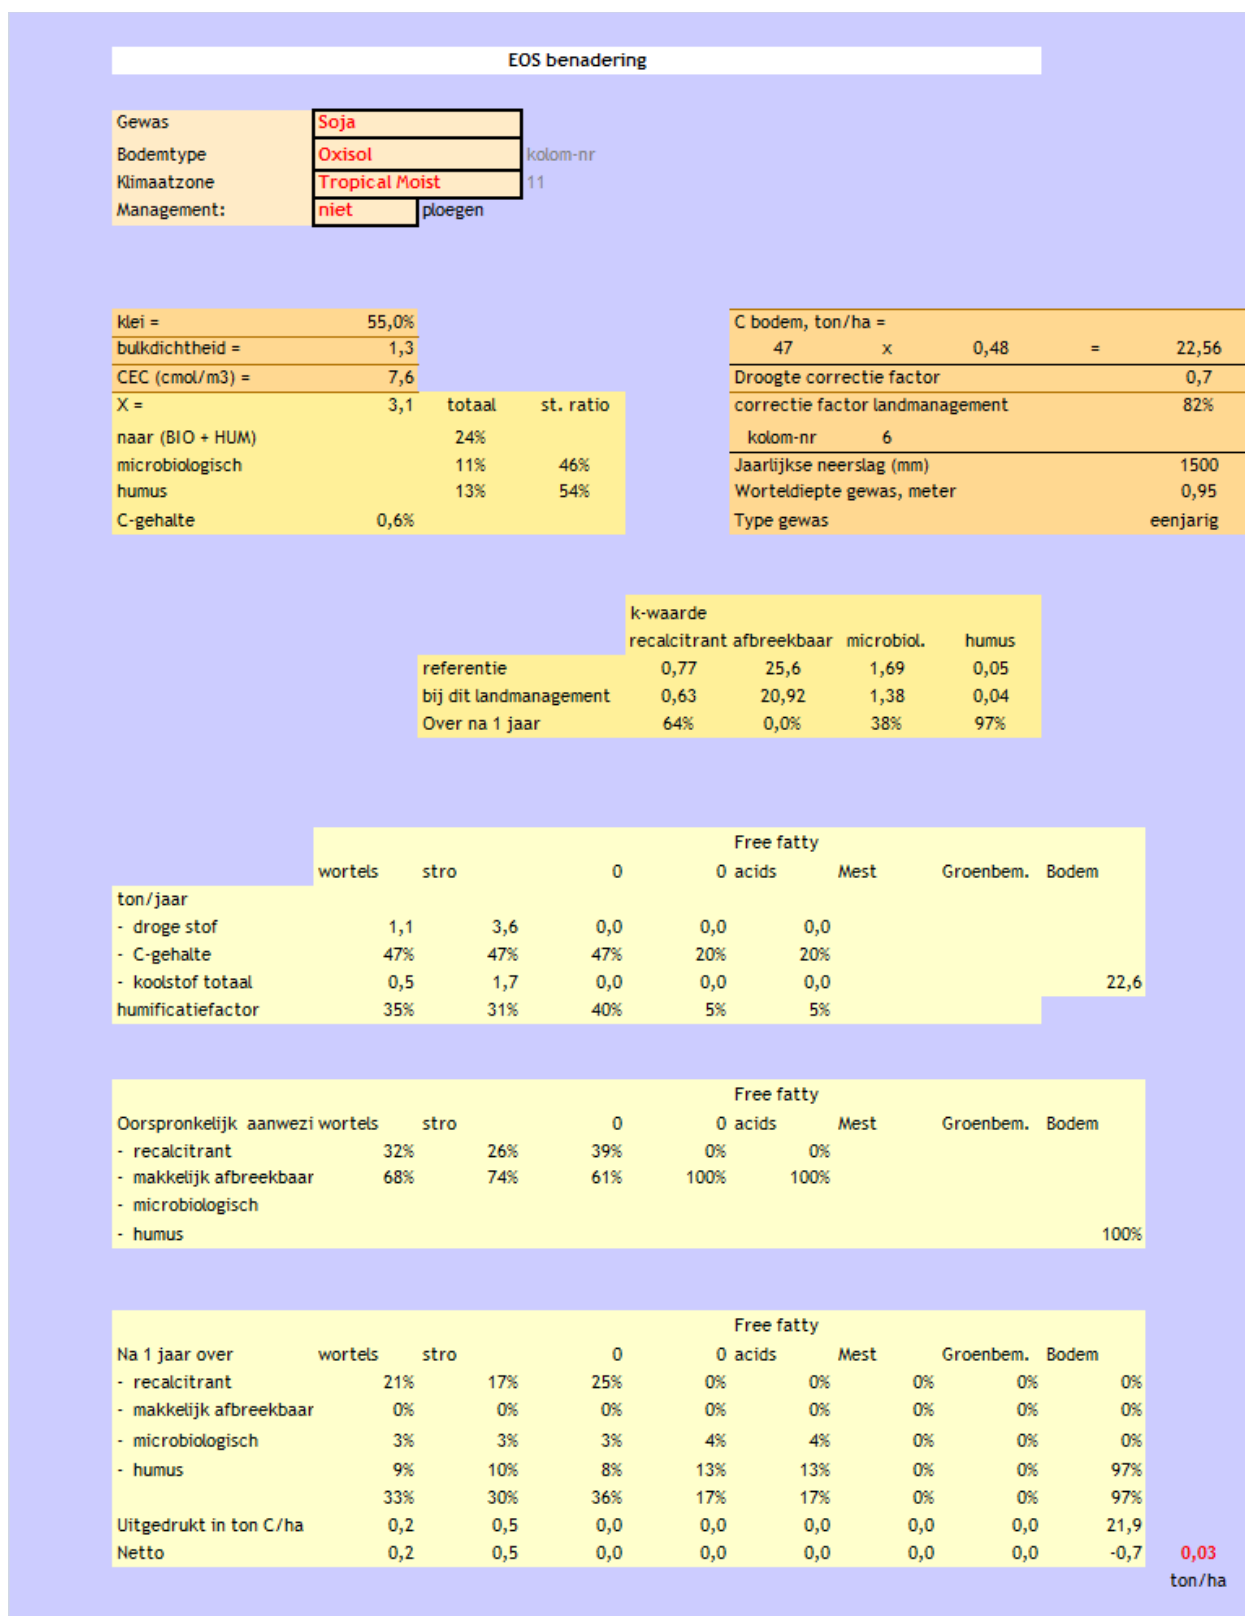 EOS benadering
Gewas Soja
Bodemtype Oxisol kolom-nr
Klimaatzone Tropical Moist 11
Management: niet ploegen
klei = 55,0% C bodem, ton/ha =
bulkdichtheid = 1,3 47 x 0,48 = 22,56
CEC (cmol/m3) = 7,6 Droogte correctie factor 0,7
X = 3,1 totaal st. ratio correctie factor landmanagement 82%
naar (BIO + HUM) 24% kolom-nr 6
microbiologisch 11% 46% Jaarlijkse neerslag (mm) 1500
humus 13% 54% Worteldiepte gewas, meter 0,95
C-gehalte 0,6% Type gewas eenjarig
k-waarde
recalcitrant afbreekbaar microbiol. humus
referentie 0,77 25,6 1,69 0,05
bij dit landmanagement 0,63 20,92 1,38 0,04
Over na 1 jaar 64% 0,0% 38% 97%
Free fatty
wortels stro 0 0 acids Mest Groenbem. Bodem
ton/jaar
- droge stof 1,1 3,6 0,0 0,0 0,0
- C-gehalte 47% 47% 47% 20% 20%
- koolstof totaal 0,5 1,7 0,0 0,0 0,0 22,6
humificatiefactor 35% 31% 40% 5% 5%
Free fatty
Oorspronkelijk aanwezi wortels stro 0 0 acids Mest Groenbem. Bodem
- recalcitrant 32% 26% 39% 0% 0%
- makkelijk afbreekbaar 68% 74% 61% 100% 100%
- microbiologisch
- humus 100%
Free fatty
Na 1 jaar over wortels stro 0 0 acids Mest Groenbem. Bodem
- recalcitrant 21% 17% 25% 0% 0% 0% 0% 0%
- makkelijk afbreekbaar 0% 0% 0% 0% 0% 0% 0% 0%
- microbiologisch 3% 3% 3% 4% 4% 0% 0% 0%
- humus 9% 10% 8% 13% 13% 0% 0% 97%
33% 30% 36% 17% 17% 0% 0% 97%
Uitgedrukt in ton C/ha 0,2 0,5 0,0 0,0 0,0 0,0 0,0 21,9
Netto 0,2 0,5 0,0 0,0 0,0 0,0 0,0 -0,7 0,03
ton/ha